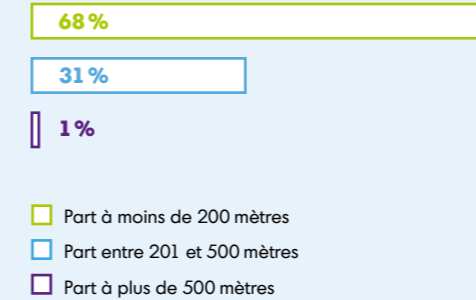 68 %
31 %
1 %
Part à moins de 200 mètres
Part entre 201 et 500 mètres
Part à plus de 500 mètres